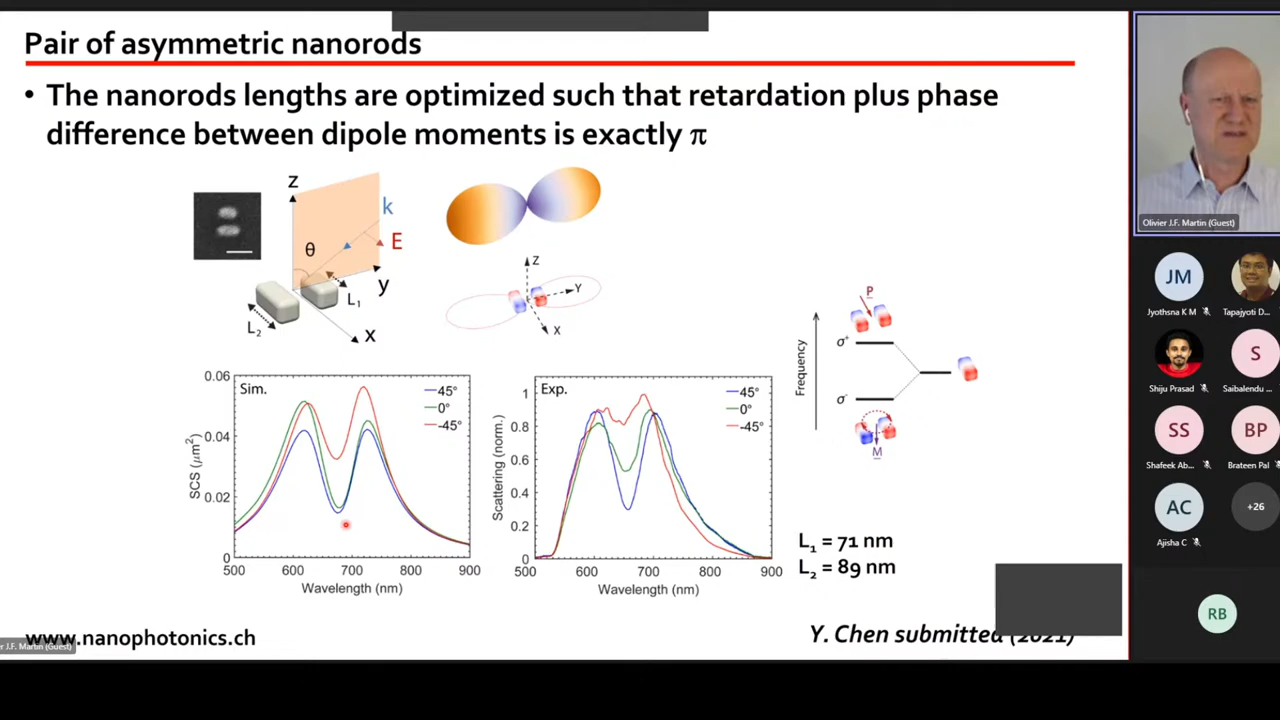 Pair of asymmetric nanorods
• The nanorods lengths are optimized such that retardation plus phase
difference between dipole moments is exactly π
z
k
E
θ
y
L1
L2
x
Z
Y
X
P
σ+
Frequency
σ-
M
Sim.
45°
0°
-45°
0.06
0.04
0.02
0
SCS (μm2)
500 600 700 800 900
Wavelength (nm)
Exp.
45°
0°
-45°
1
0.8
0.6
0.4
0.2
0
Scattering (norm.)
500 600 700 800 900
Wavelength (nm)
L1 = 71 nm
L2 = 89 nm
www.nanophotonics.ch
Y. Chen submitted (2021)
er J.F. Martin (Guest)
Olivier J.F. Martin (Guest)
JM
Jyothsna K M
Tapajyoti D...
Shiju Prasad
S
Saibalendu ...
SS
Shafeek Ab...
BP
Brateen Pal
AC
Ajisha C
+26
RB